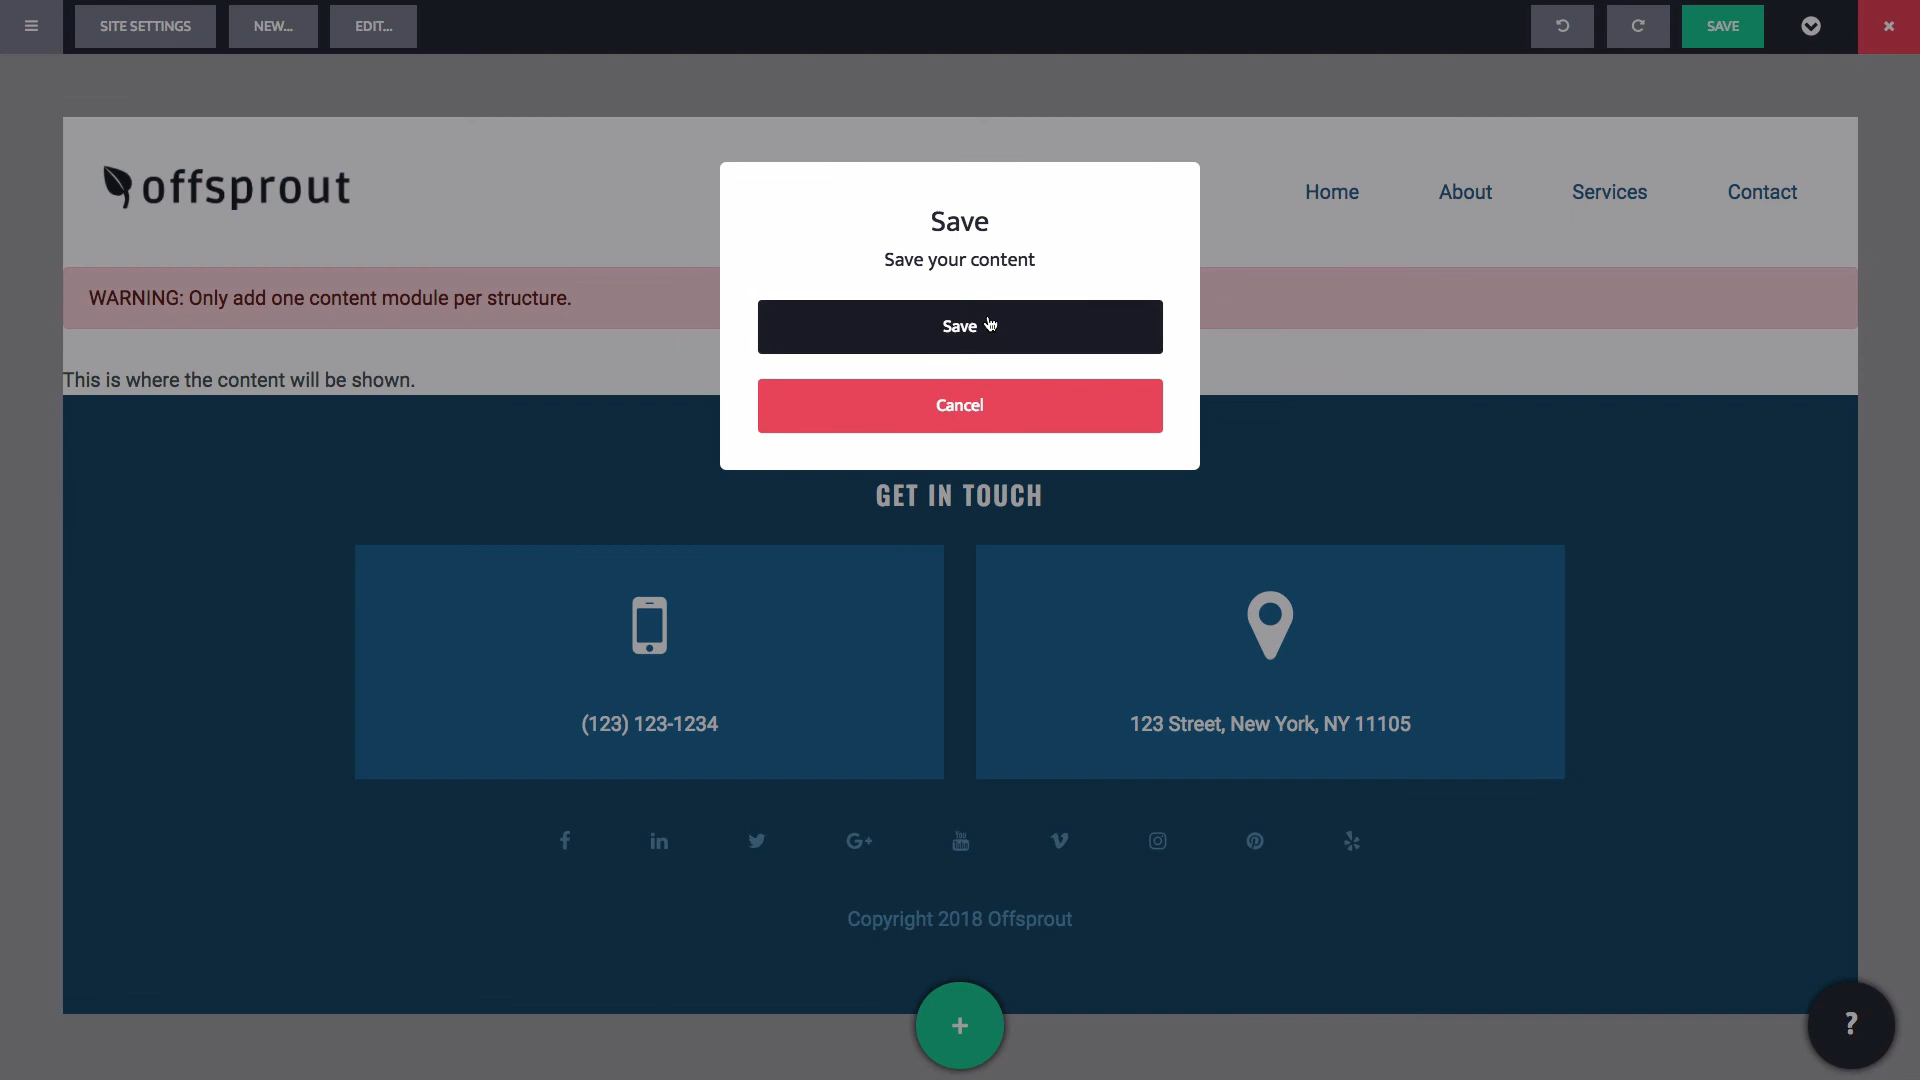 SITE SETTINGS
NEW...
EDIT...
SAVE
offsprout
Home
About
Services
Contact
Save
Save your content
Save
Cancel
WARNING: Only add one content module per structure.
This is where the content will be shown.
GET IN TOUCH
(123) 123-1234
123 Street, New York, NY 11105
You
Tube
Copyright 2018 Offsprout
+
?